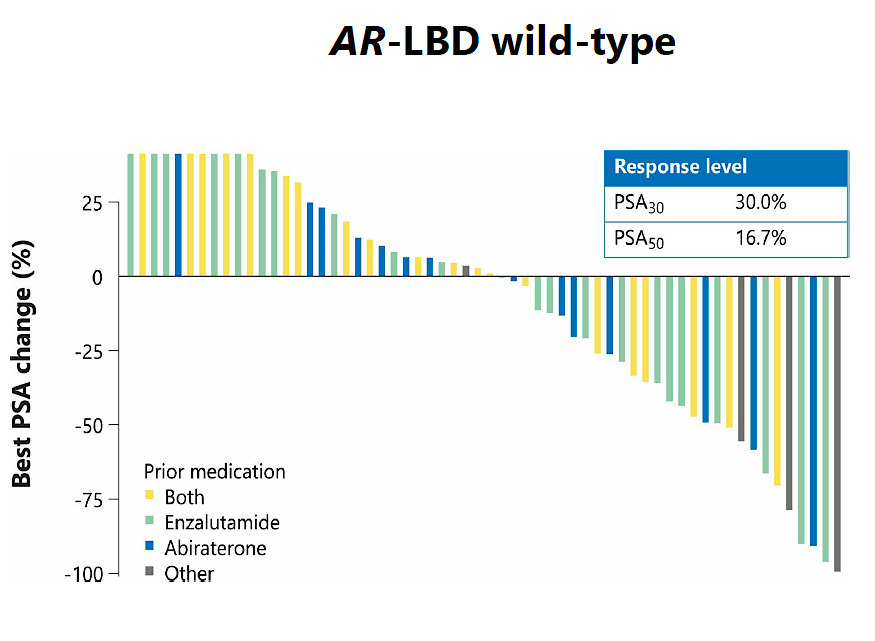 AR-LBD wild-type
Response level
PSA30 30.0%
PSA50 16.7%
Best PSA change (%)
25
0
-25
-50
-75
-100
Prior medication
Both
Enzalutamide
Abiraterone
Other